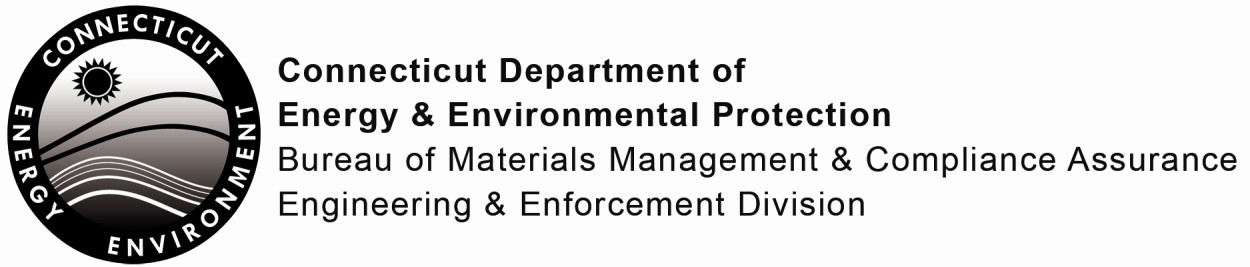 CONNECTICUT
ENERGY
ENVIRONMENT
Connecticut Department of
Energy & Environmental Protection
Bureau of Materials Management & Compliance Assurance
Engineering & Enforcement Division